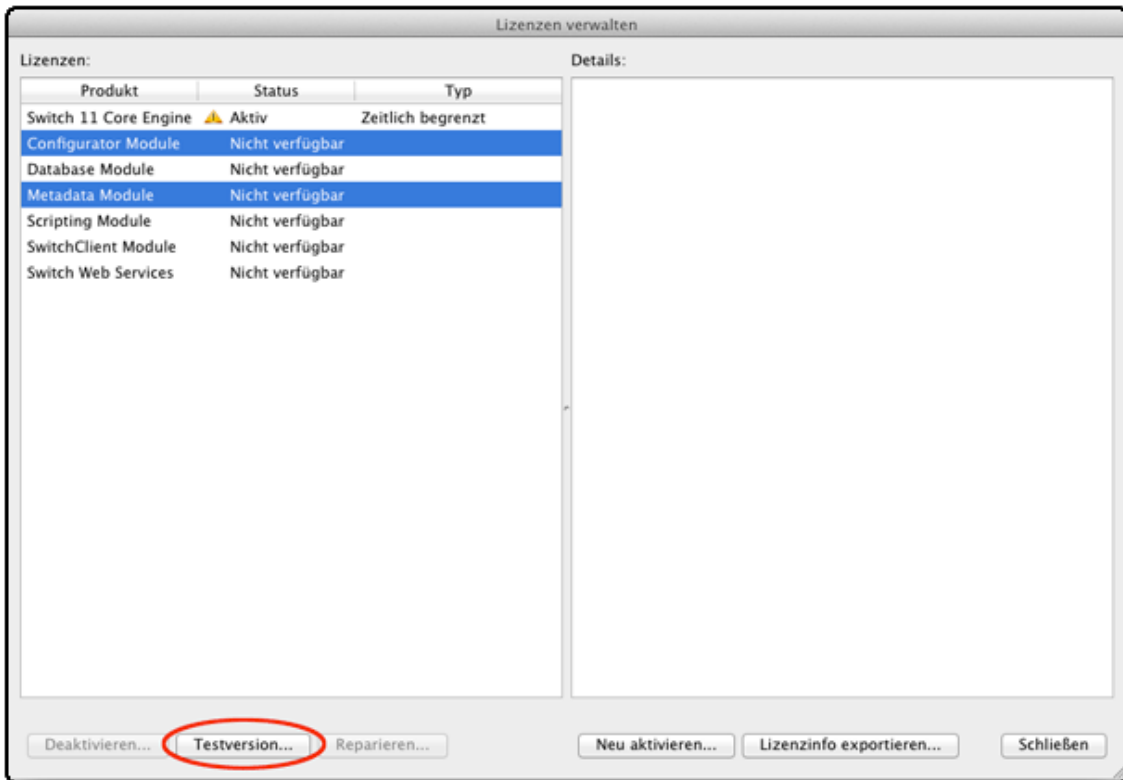 Lizenzen verwalten
Lizenzen: Details:
Produkt Status Typ
Switch 11 Core Engine Aktiv Zeitlich begrenzt
Configurator Module Nicht verfügbar
Database Module Nicht verfügbar
Metadata Module Nicht verfügbar
Scripting Module Nicht verfügbar
SwitchClient Module Nicht verfügbar
Switch Web Services Nicht verfügbar
Deaktivieren... Testversion... Reparieren... Neu aktivieren... Lizenzinfo exportieren... Schließen